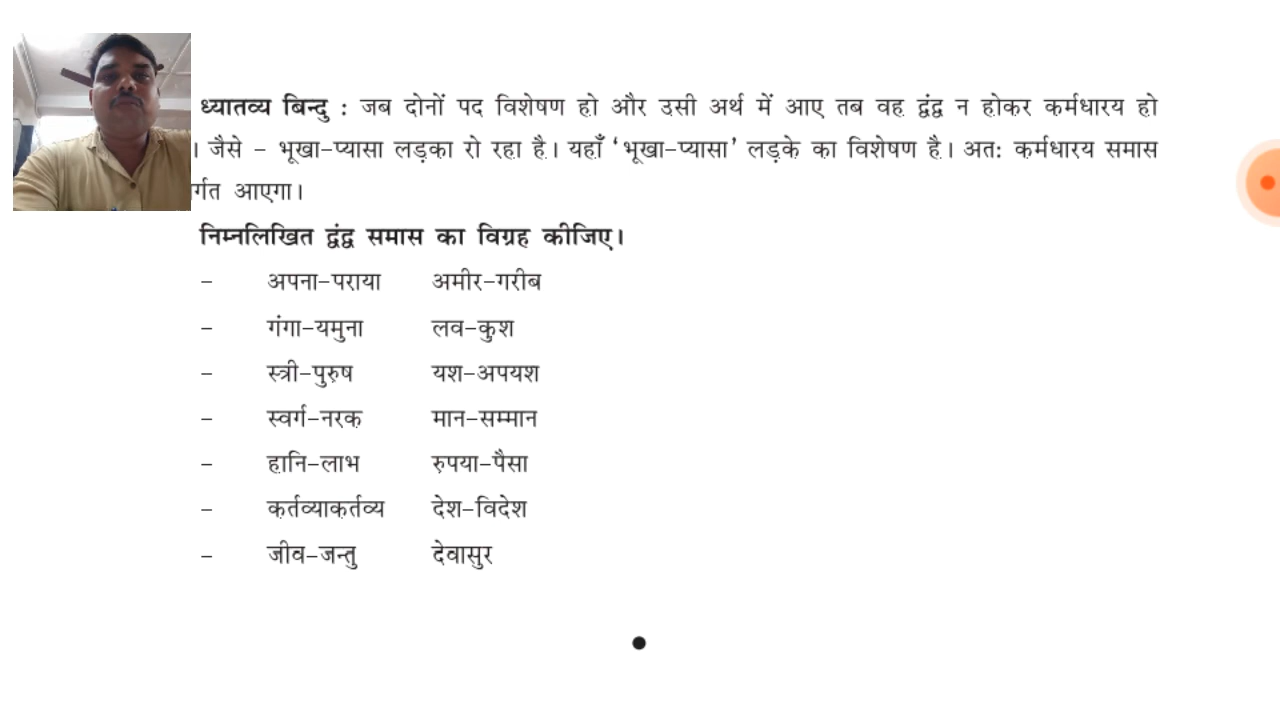 ध्यातव्य बिन्दु : जब दोनों पद विशेषण हो और उसी अर्थ में आए तब वह द्वंद्व न होकर कर्मधारय हो
। जैसे – भूखा-प्यासा लड़का रो रहा है। यहाँ ‘भूखा-प्यासा’ लड़के का विशेषण है। अतः कर्मधारय समास
र्गत आएगा।
निम्नलिखित द्वंद्व समास का विग्रह कीजिए।
– अपना-पराया अमीर-गरीब
– गंगा-यमुना लव-कुश
– स्त्री-पुरुष यश-अपयश
– स्वर्ग-नरक मान-सम्मान
– हानि-लाभ रुपया-पैसा
– कर्तव्याकर्तव्य देश-विदेश
– जीव-जन्तु देवासुर